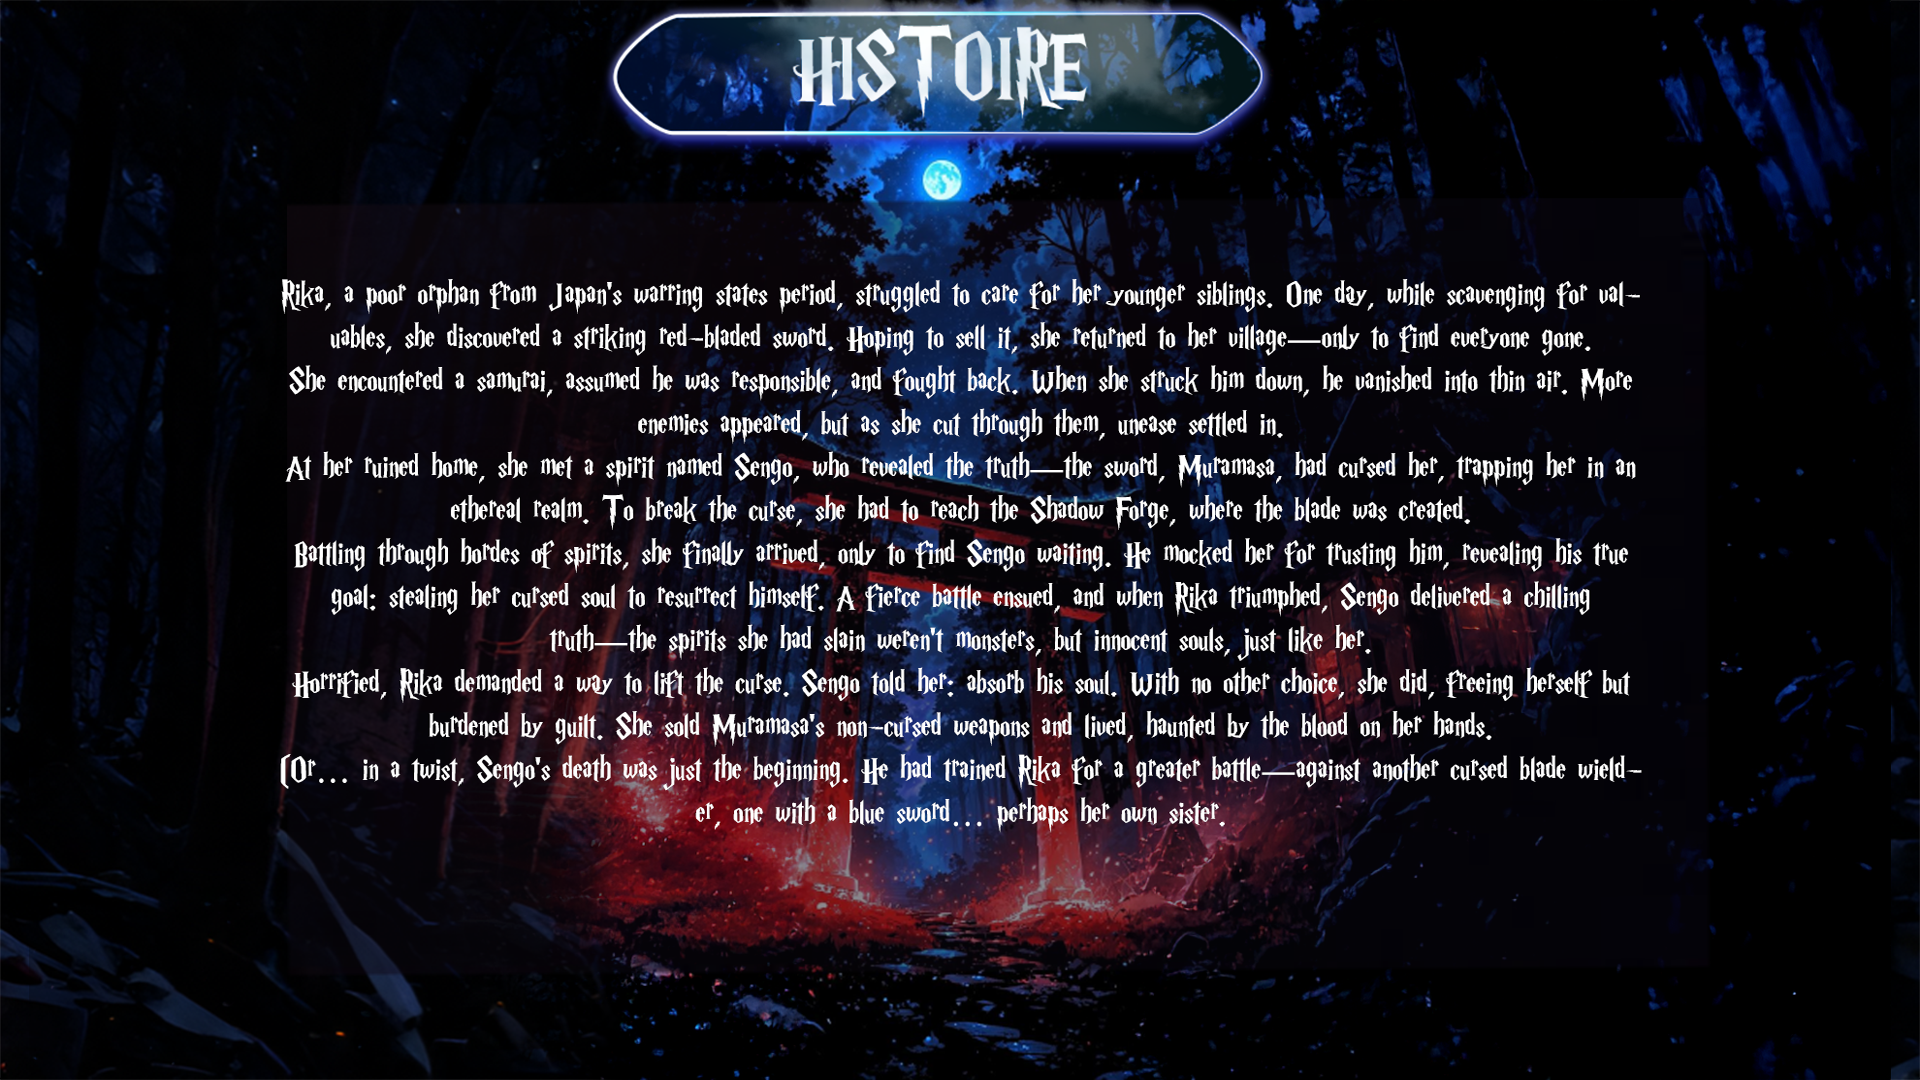 HISTOIRE
Rika, a poor orphan from Japan's warring states period, struggled to care for her younger siblings. One day, while scavenging for val-
uables, she discovered a striking red-bladed sword. Hoping to sell it, she returned to her village—only to find everyone gone.
She encountered a samurai, assumed he was responsible, and fought back. When she struck him down, he vanished into thin air. More
enemies appeared, but as she cut through them, unease settled in.
At her ruined home, she met a spirit named Sengo, who revealed the truth—the sword, Muramasa, had cursed her, trapping her in an
ethereal realm. To break the curse, she had to reach the Shadow Forge, where the blade was created.
Battling through hordes of spirits, she finally arrived, only to find Sengo waiting. He mocked her for trusting him, revealing his true
goal: stealing her cursed soul to resurrect himself. A fierce battle ensued, and when Rika triumphed, Sengo delivered a chilling
truth—the spirits she had slain weren't monsters, but innocent souls, just like her.
Horrified, Rika demanded a way to lift the curse. Sengo told her: absorb his soul. With no other choice, she did, freeing herself but
burdened by guilt. She sold Muramasa's non-cursed weapons and lived, haunted by the blood on her hands.
(Or... in a twist, Sengo's death was just the beginning. He had trained Rika for a greater battle—against another cursed blade wield-
er, one with a blue sword... perhaps her own sister.